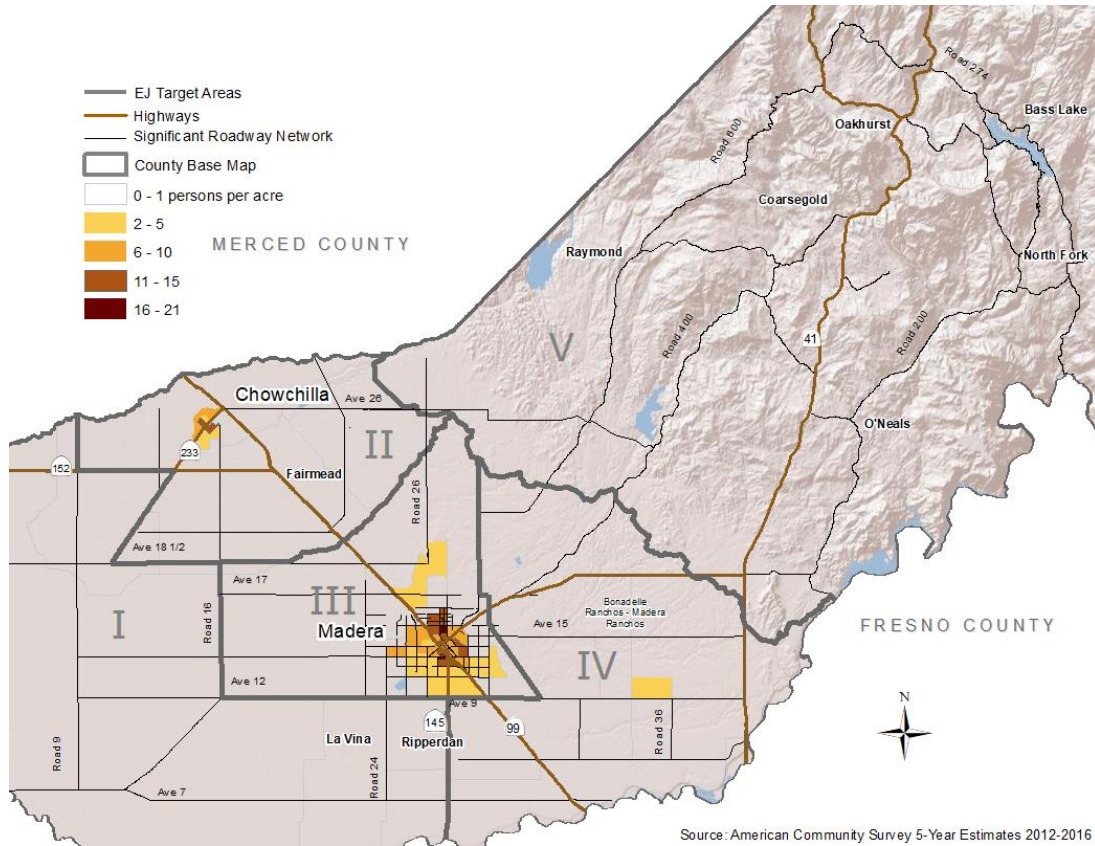 EJ Target Areas
Highways
Significant Roadway Network
County Base Map
0 - 1 persons per acre
2 - 5
6 - 10
11 - 15
16 - 21
MERCED COUNTY
Road 274
Bass Lake
Oakhurst
Road 600
Coarsegold
Raymond
North Fork
41
Road 400
Road 200
V
Chowchilla
Ave 26
O'Neals
II
233
152
Fairmead
Road 26
Ave 18 1/2
Ave 17
III
I
Road 16
Madera
Bonadelle
Ranchos - Madera
Ranchos
Ave 15
FRESNO COUNTY
IV
Ave 12
Ave 9
N
145
99
Road 36
La Vina
Ripperdan
Road 9
Road 24
Ave 7
Source: American Community Survey 5-Year Estimates 2012-2016